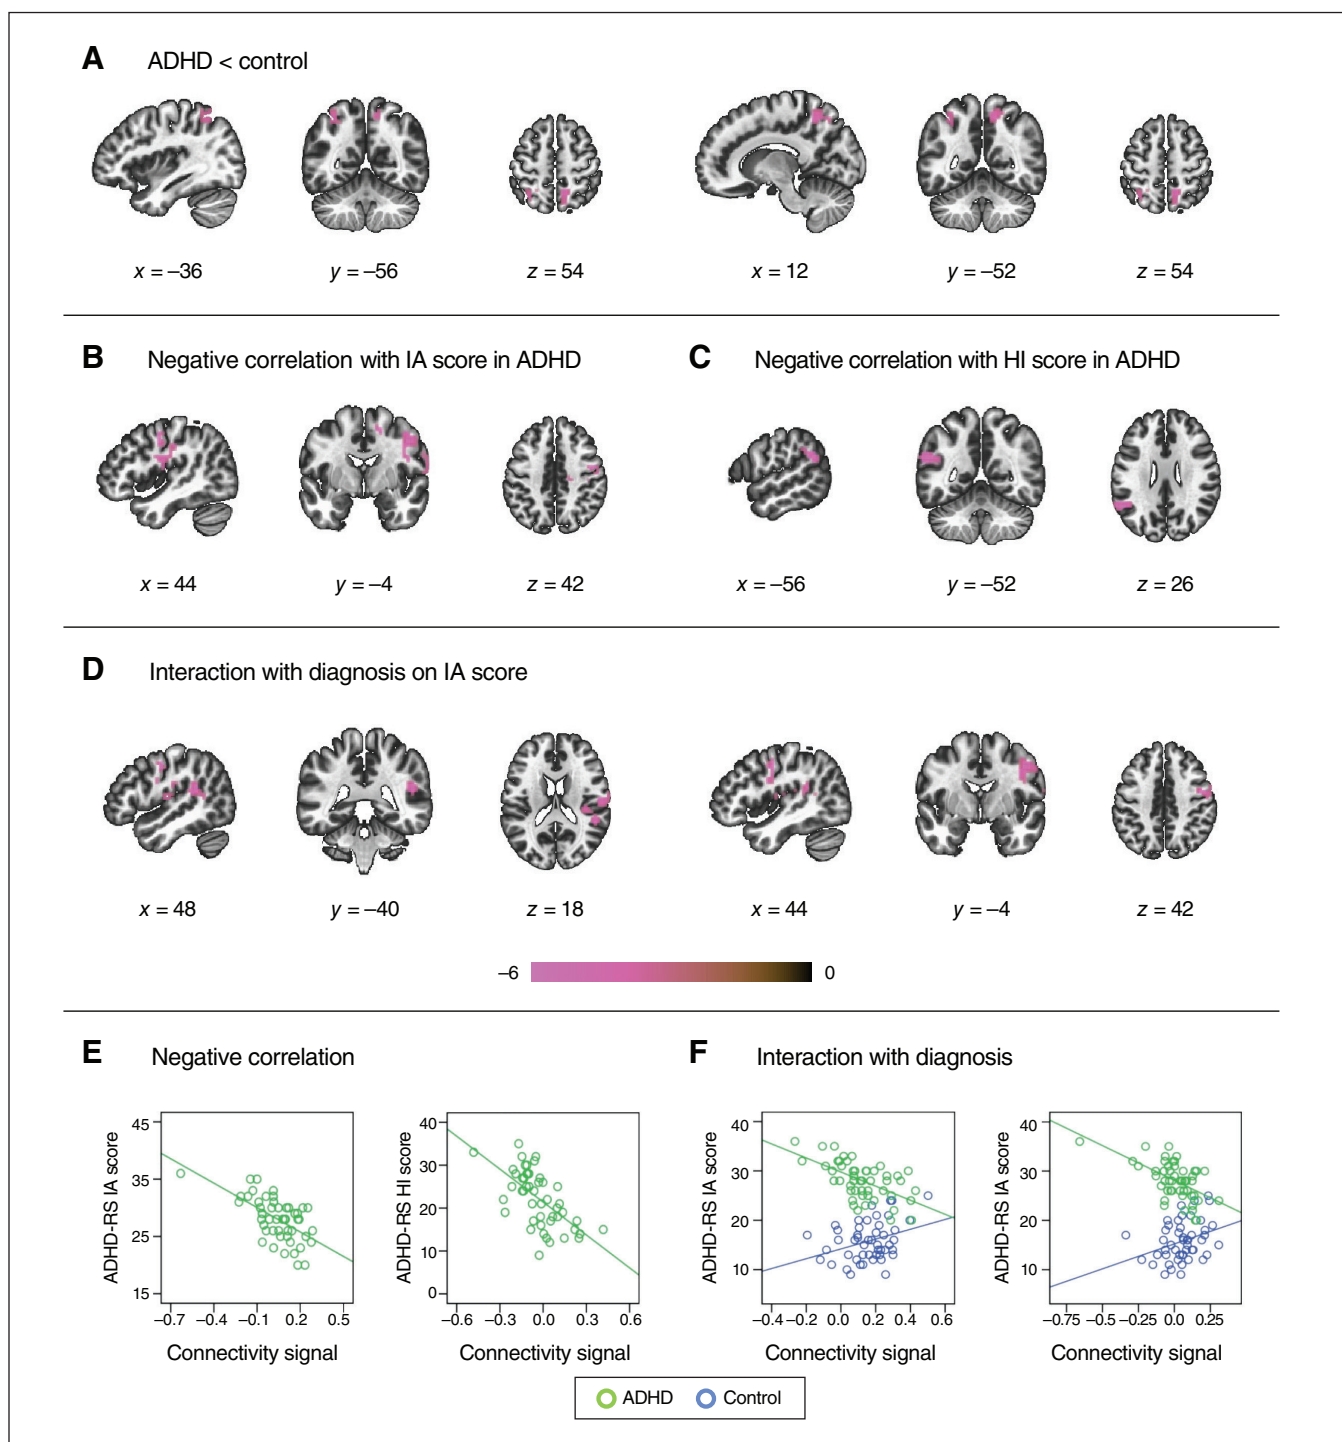 A ADHD < control
x = –36 y = –56 z = 54 x = 12 y = –52 z = 54
B Negative correlation with IA score in ADHD
C Negative correlation with HI score in ADHD
x = 44 y = –4 z = 42 x = –56 y = –52 z = 26
D Interaction with diagnosis on IA score
x = 48 y = –40 z = 18 x = 44 y = –4 z = 42
–6 0
E Negative correlation
F Interaction with diagnosis
ADHD-RS IA score
45
35
25
15
–0.7 –0.4 –0.1 0.2 0.5
Connectivity signal
ADHD-RS HI score
40
30
20
10
0
–0.6 –0.3 0.0 0.3 0.6
Connectivity signal
ADHD-RS IA score
40
30
20
10
–0.4 –0.2 0.0 0.2 0.4 0.6
Connectivity signal
ADHD-RS IA score
40
30
20
10
–0.75 –0.5 –0.25 0.0 0.25
Connectivity signal
ADHD Control